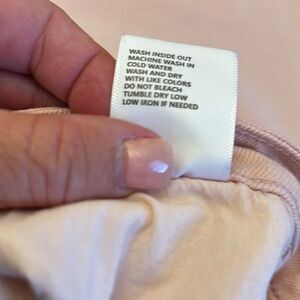 WASH INSIDE OUT
MACHINE WASH IN
COLD WATER
WASH AND DRY
WITH LIKE COLORS
DO NOT BLEACH
TUMBLE DRY LOW
LOW IRON IF NEEDED